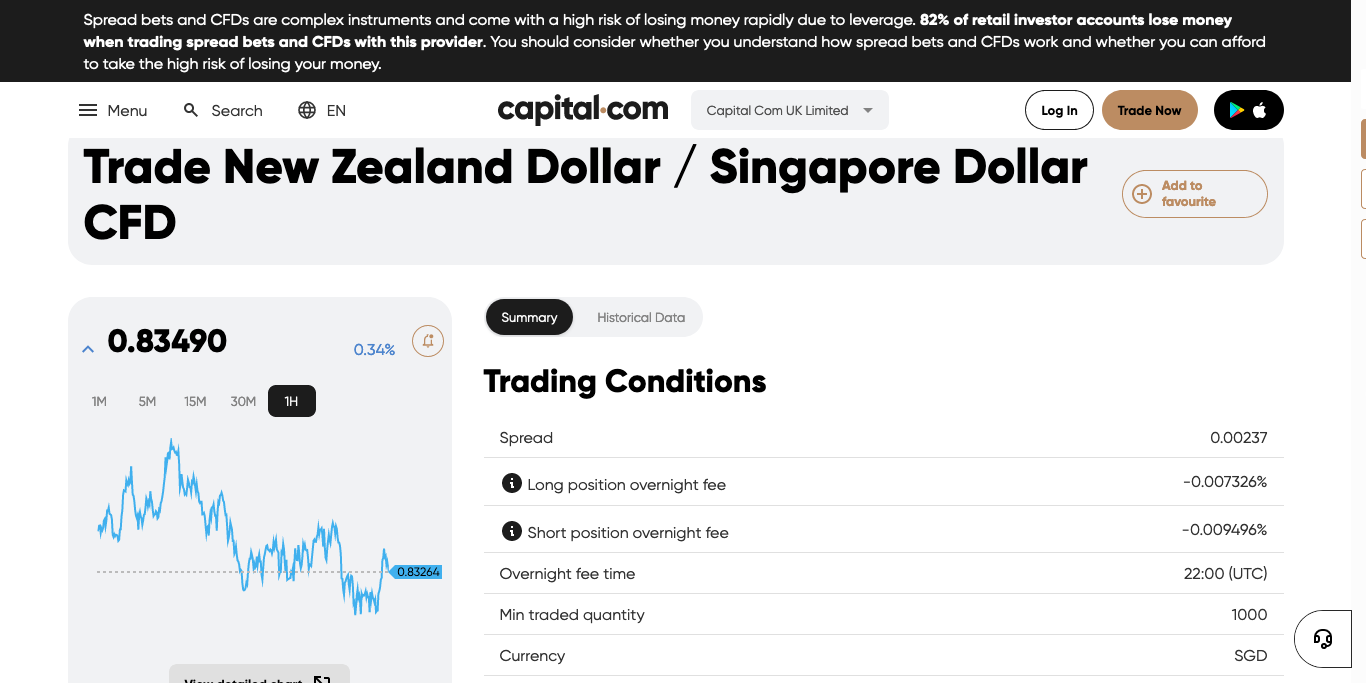 Spread bets and CFDs are complex instruments and come with a high risk of losing money rapidly due to leverage. 82% of retail investor accounts lose money
when trading spread bets and CFDs with this provider. You should consider whether you understand how spread bets and CFDs work and whether you can afford
to take the high risk of losing your money.
Menu Search EN capital.com Capital Com UK Limited Log In Trade Now
Trade New Zealand Dollar / Singapore Dollar
CFD
Add to
favourite
0.83490 0.34%
1M 5M 15M 30M 1H
0.83264
View detailed chart
Summary Historical Data
Trading Conditions
Spread 0.00237
Long position overnight fee -0.007326%
Short position overnight fee -0.009496%
Overnight fee time 22:00 (UTC)
Min traded quantity 1000
Currency SGD